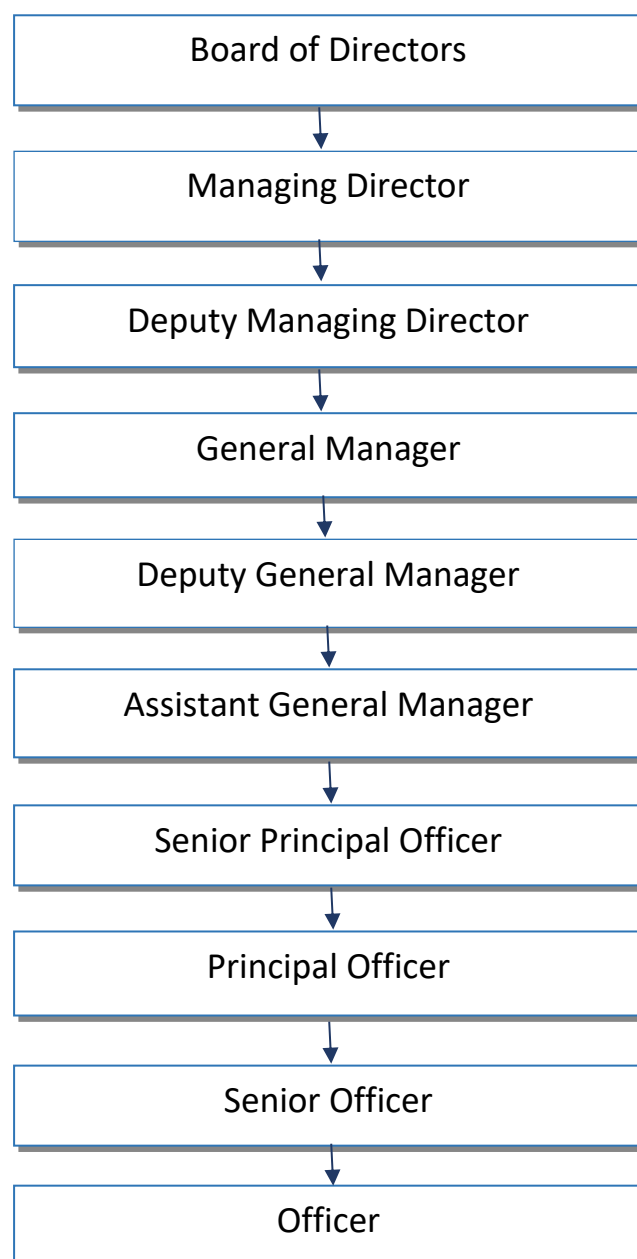 Board of Directors
Managing Director
Deputy Managing Director
General Manager
Deputy General Manager
Assistant General Manager
Senior Principal Officer
Principal Officer
Senior Officer
Officer